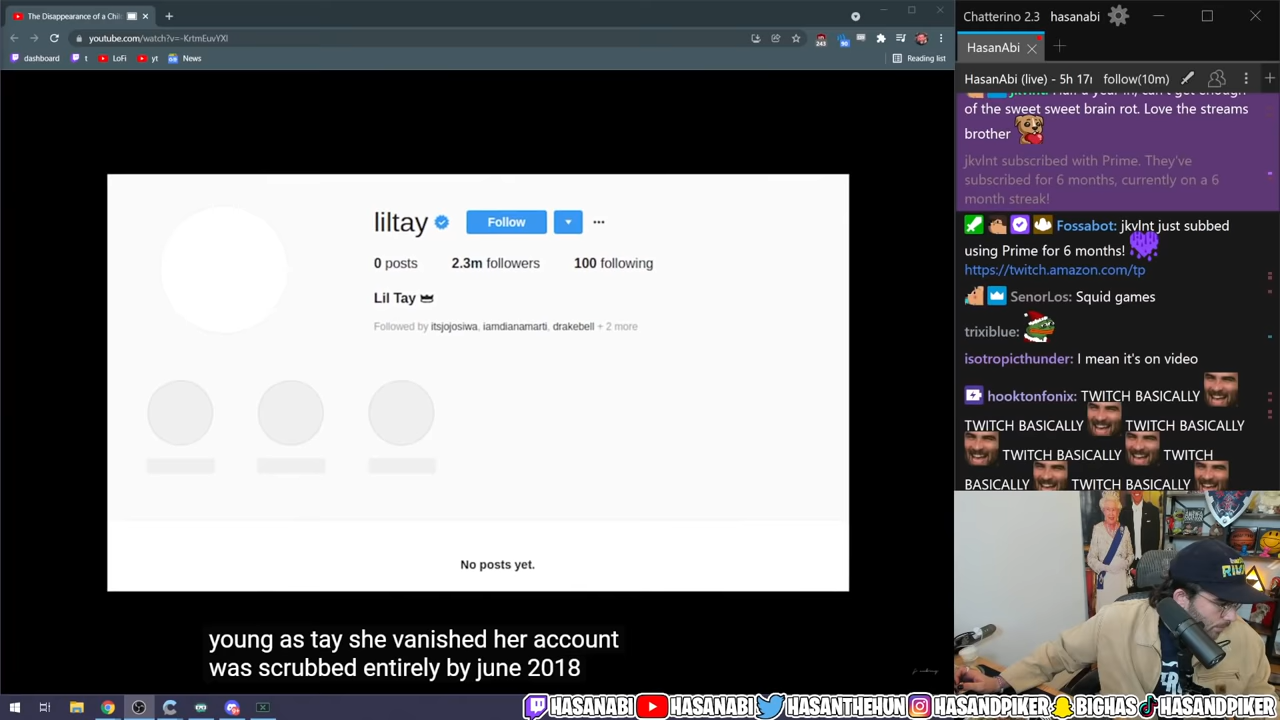 The Disappearance of a Chil
youtube.com/watch?v=-KrtmEuvYXI
243
90
dashboard
t
LoFi
yt
News
Reading list
liltay
Follow
0 posts
2.3m followers
100 following
Lil Tay
Followed by itsjojosiwa, iamdianamarti, drakebell + 2 more
No posts yet.
young as tay she vanished her account
was scrubbed entirely by june 2018
Chatterino 2.3
hasanabi
HasanAbi
HasanAbi (live) - 5h 17
follow(10m)
of the sweet sweet brain rot. Love the streams
brother
jkvlnt subscribed with Prime. They've
subscribed for 6 months, currently on a 6
month streak!
Fossabot: jkvlnt just subbed
using Prime for 6 months!
https://twitch.amazon.com/tp
SenorLos: Squid games
trixiblue:
isotropicthunder: I mean it's on video
hooktonfonix: TWITCH BASICALLY
TWITCH BASICALLY TWITCH BASICALLY
TWITCH BASICALLY TWITCH
BASICALLY TWITCH BASICALLY
HASANABI HASANABI HASANTHEHUN HASANDPIKER BIGHAS HASANDPIKER